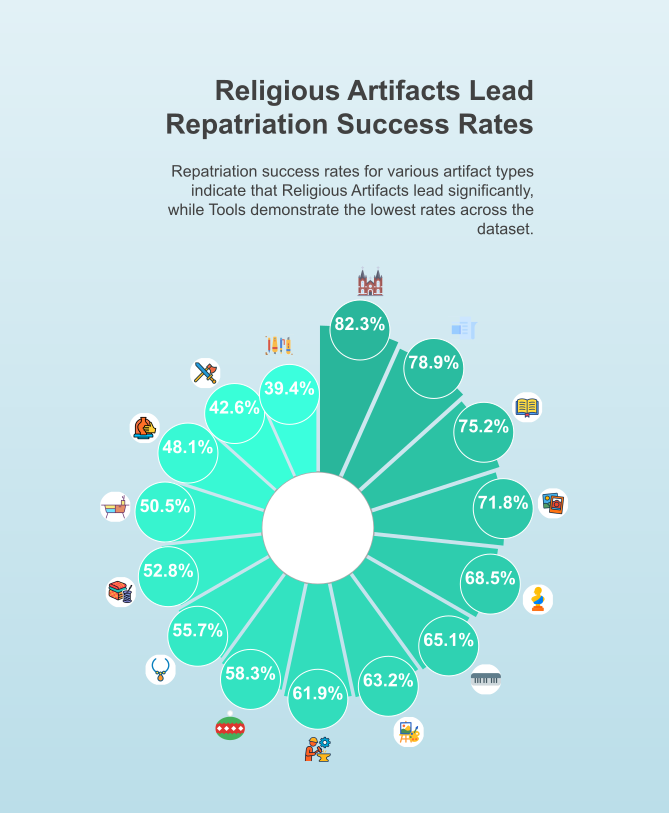 Religious Artifacts Lead
Repatriation Success Rates
Repatriation success rates for various artifact types
indicate that Religious Artifacts lead significantly,
while Tools demonstrate the lowest rates across the
dataset.
82.3%
78.9%
75.2%
71.8%
68.5%
65.1%
63.2%
61.9%
58.3%
55.7%
52.8%
50.5%
48.1%
42.6%
39.4%